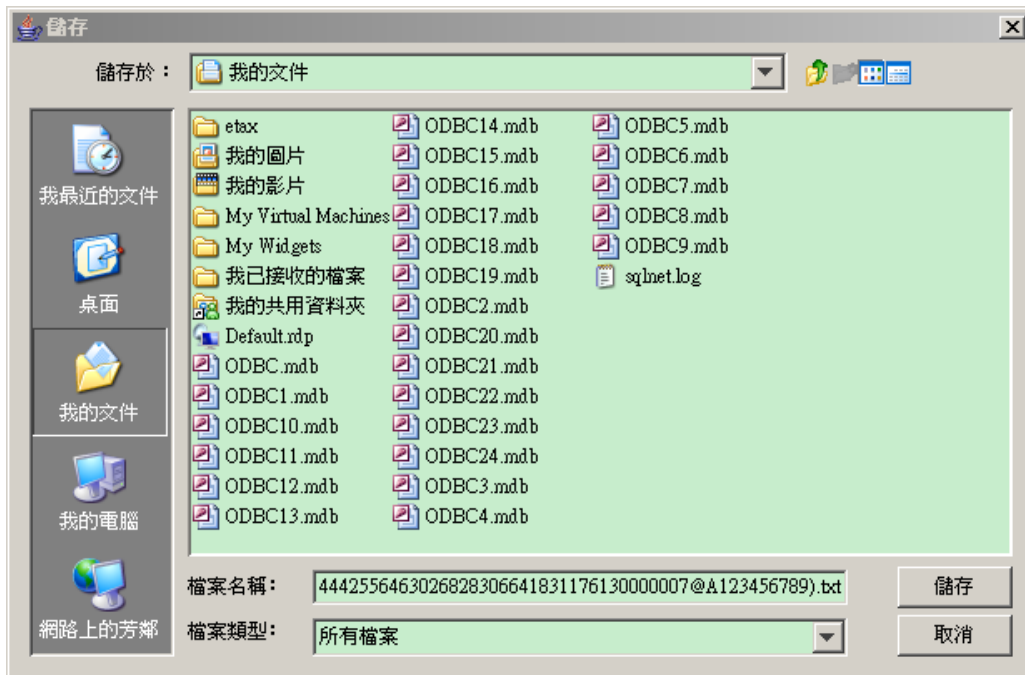 儲存
儲存於：
我的文件
我最近的文件
桌面
我的文件
我的電腦
網路上的芳鄰
etax
我的圖片
我的影片
My Virtual Machines
My Widgets
我已接收的檔案
我的共用資料夾
Default.rdp
ODBC.mdb
ODBC1.mdb
ODBC10.mdb
ODBC11.mdb
ODBC12.mdb
ODBC13.mdb
ODBC14.mdb
ODBC15.mdb
ODBC16.mdb
ODBC17.mdb
ODBC18.mdb
ODBC19.mdb
ODBC2.mdb
ODBC20.mdb
ODBC21.mdb
ODBC22.mdb
ODBC23.mdb
ODBC24.mdb
ODBC3.mdb
ODBC4.mdb
ODBC5.mdb
ODBC6.mdb
ODBC7.mdb
ODBC8.mdb
ODBC9.mdb
sqlnet.log
檔案名稱：
4442556463026828306641831176130000007@A123456789).txt
儲存
檔案類型：
所有檔案
取消